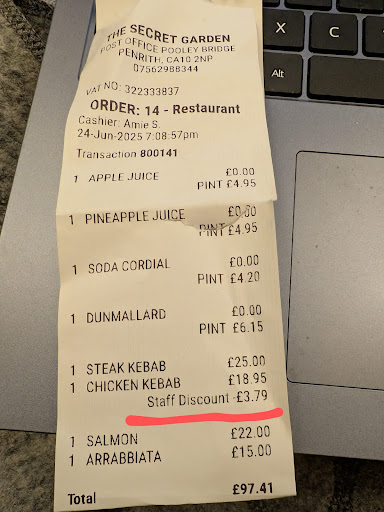 THE SECRET GARDEN
POST OFFICE POOLEY BRIDGE
PENRITH, CA10 2NP
07562988344
VAT NO: 322333837
ORDER: 14 - Restaurant
Cashier: Amie S.
24-Jun-2025 7:08:57pm
Transaction 800141
1 APPLE JUICE £0.00
PINT £4.95
1 PINEAPPLE JUICE £0.00
PINT £4.95
1 SODA CORDIAL £0.00
PINT £4.20
1 DUNMALLARD £0.00
PINT £6.15
1 STEAK KEBAB £25.00
1 CHICKEN KEBAB £18.95
Staff Discount -£3.79
1 SALMON £22.00
1 ARRABBIATA £15.00
Total £97.41
X
C
Alt